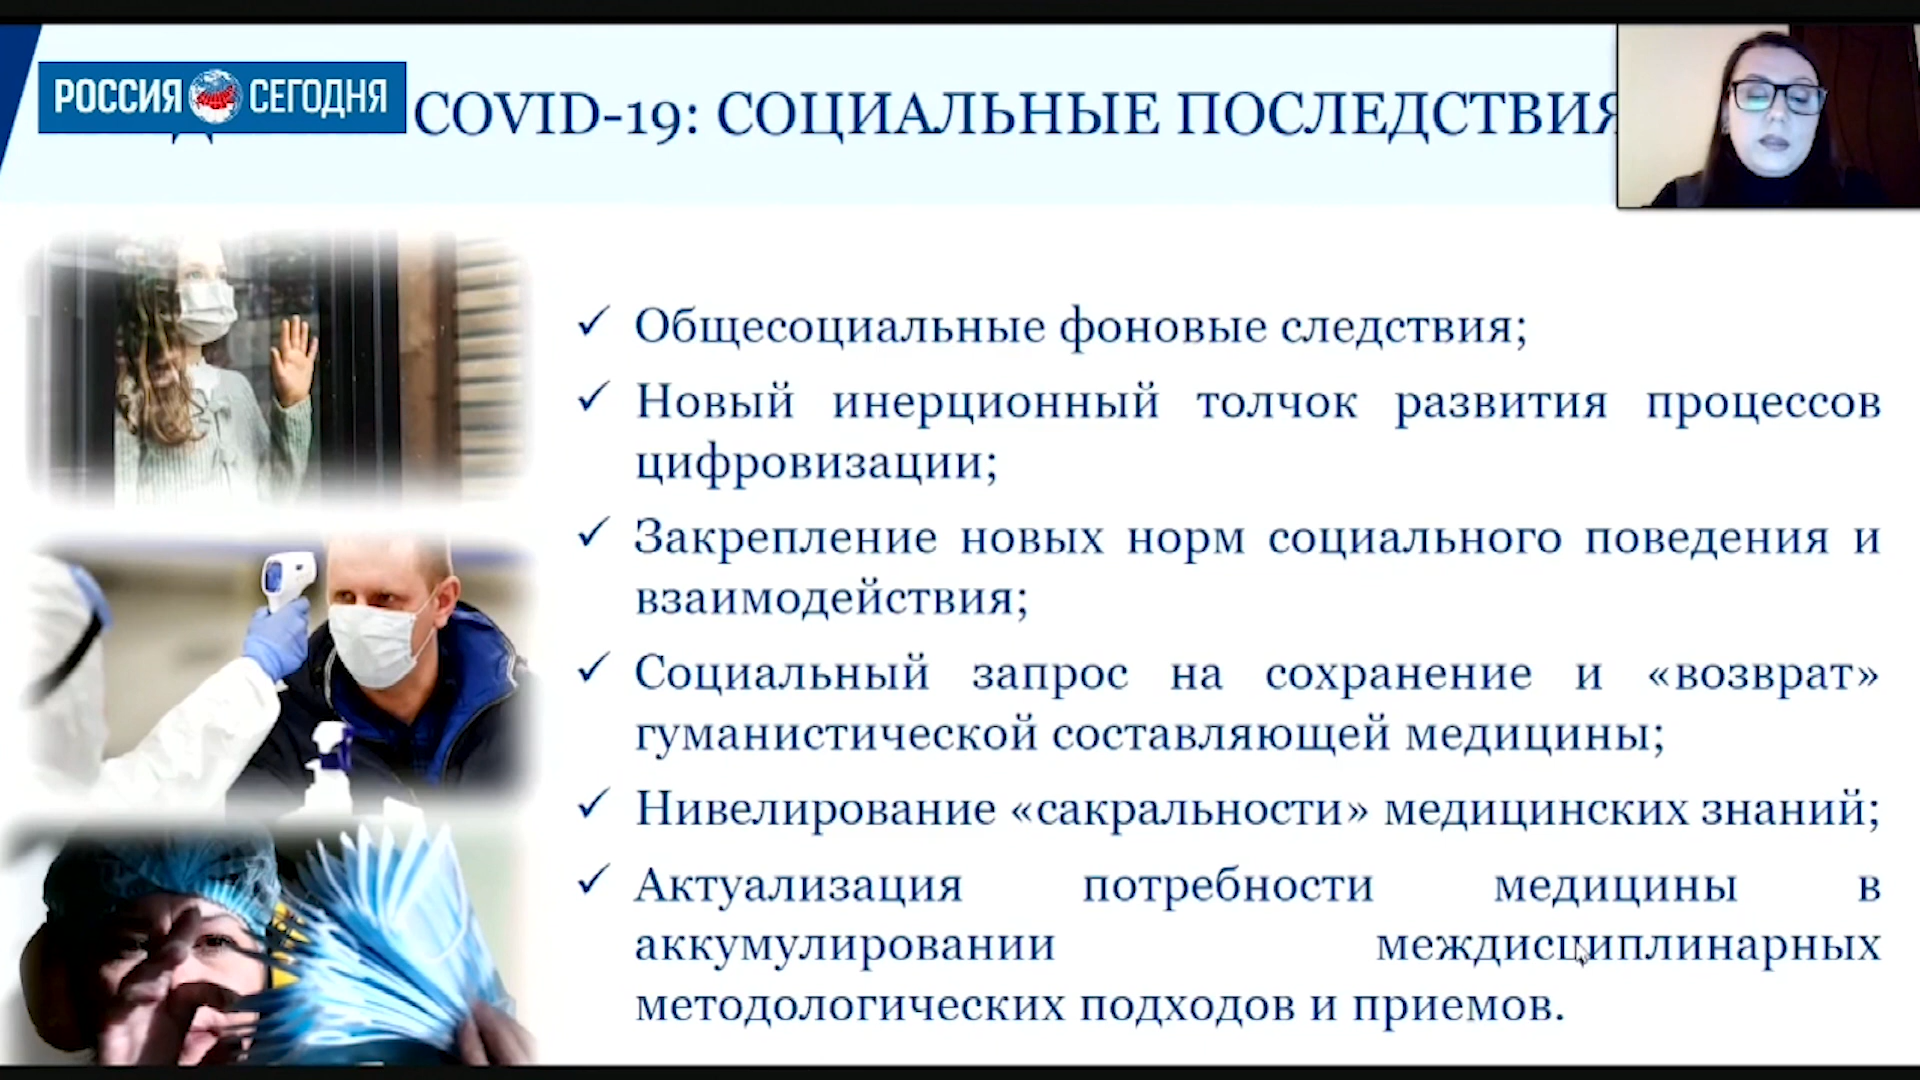 РОССИЯ СЕГОДНЯ
COVID-19: СОЦИАЛЬНЫЕ ПОСЛЕДСТВИЯ
Общесоциальные фоновые следствия;
Новый инерционный толчок развития процессов
цифровизации;
Закрепление новых норм социального поведения и
взаимодействия;
Социальный запрос на сохранение и «возврат»
гуманистической составляющей медицины;
Нивелирование «сакральности» медицинских знаний;
Актуализация потребности медицины в
аккумулировании междисциплинарных
методологических подходов и приемов.